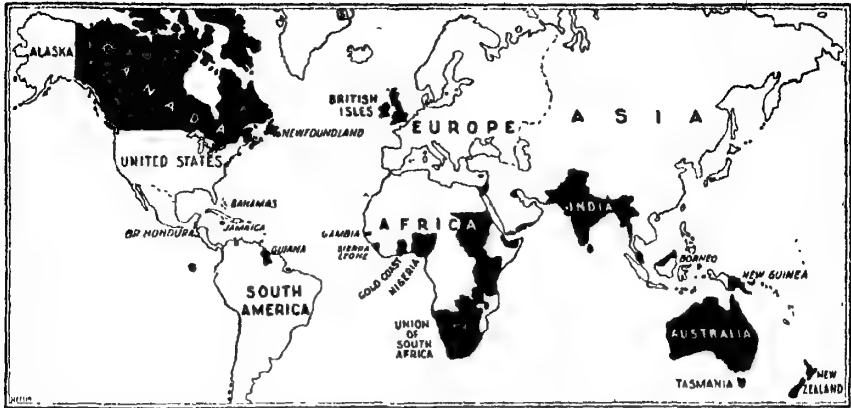 ALASKA
CANADA
NEWFOUNDLAND
UNITED STATES
BAHAMAS
JAMAICA
BR. HONDURAS
GUIANA
SOUTH
AMERICA
BRITISH
ISLES
EUROPE
ASIA
AFRICA
GAMBIA
SIERRA
LEONE
GOLD COAST
NIGERIA
UNION
OF
SOUTH
AFRICA
INDIA
BORNEO
NEW GUINEA
AUSTRALIA
TASMANIA
NEW
ZEALAND